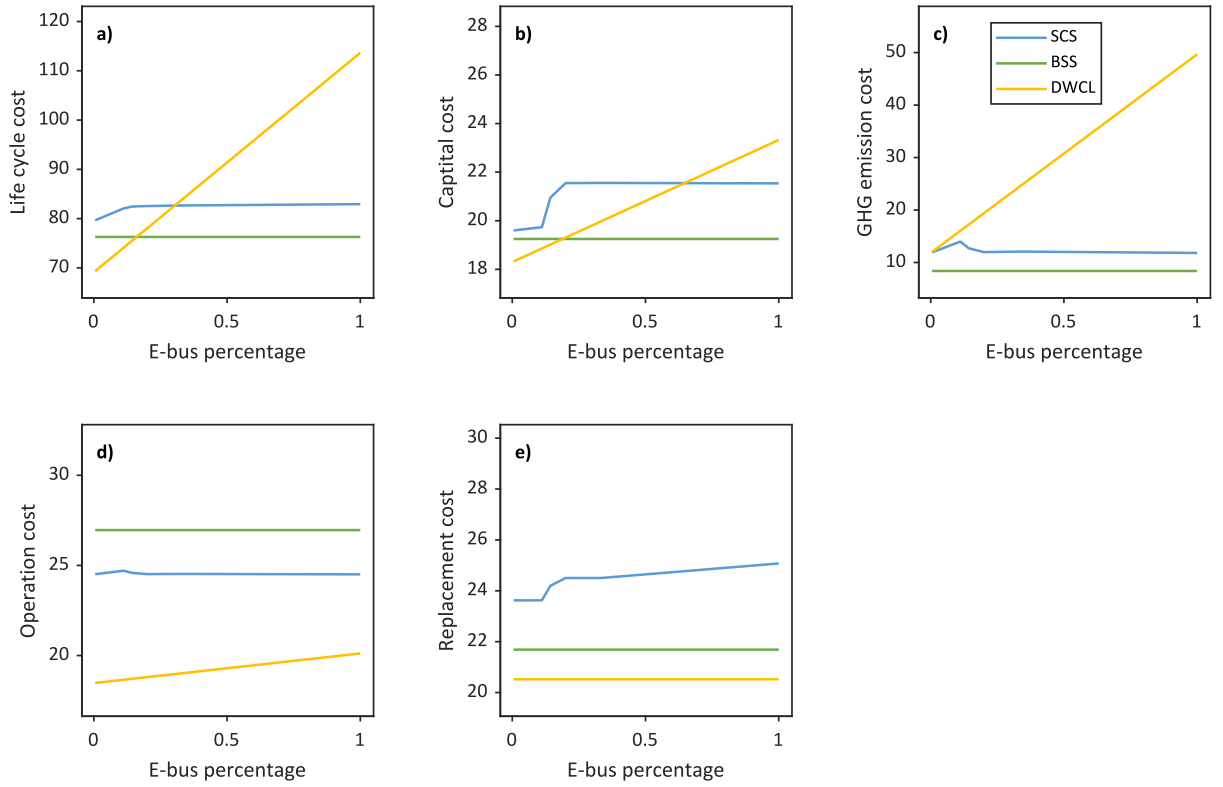 a)
Life cycle cost
120
110
100
90
80
70
0 0.5 1
E-bus percentage
b)
Captital cost
28
26
24
22
20
18
0 0.5 1
E-bus percentage
c)
SCS
BSS
DWCL
GHG emission cost
50
40
30
20
10
0 0.5 1
E-bus percentage
d)
Operation cost
30
25
20
0 0.5 1
E-bus percentage
e)
Replacement cost
30
28
26
24
22
20
0 0.5 1
E-bus percentage